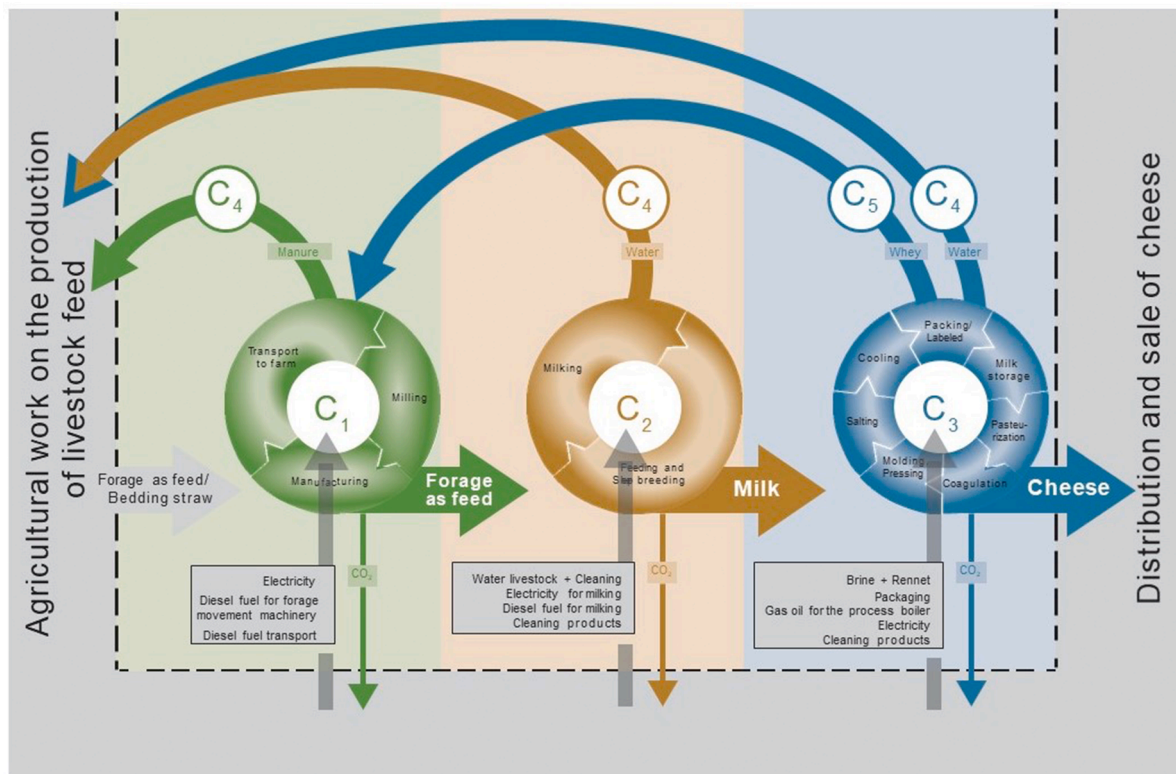 Agricultural work on the production
of livestock feed
C4
Manure
C4
Water
C5
Whey
C4
Water
Transport
to farm
Milling
Manufacturing
C1
Milking
Feeding and
C2
Packing/
Labeled
Cooling
Milk
storage
Salting
Pasteu-
rization
Molding
Pressing
Coagulation
C3
Forage as feed/
Bedding straw
Forage
as feed
Milk
Cheese
CO2
CO2
CO2
Electricity
Diesel fuel for forage
movement machinery
Diesel fuel transport
Water livestock + Cleaning
Electricity for milking
Diesel fuel for milking
Cleaning products
Brine + Rennet
Packaging
Gas oil for the process boiler
Electricity
Cleaning products
Distribution and sale of cheese